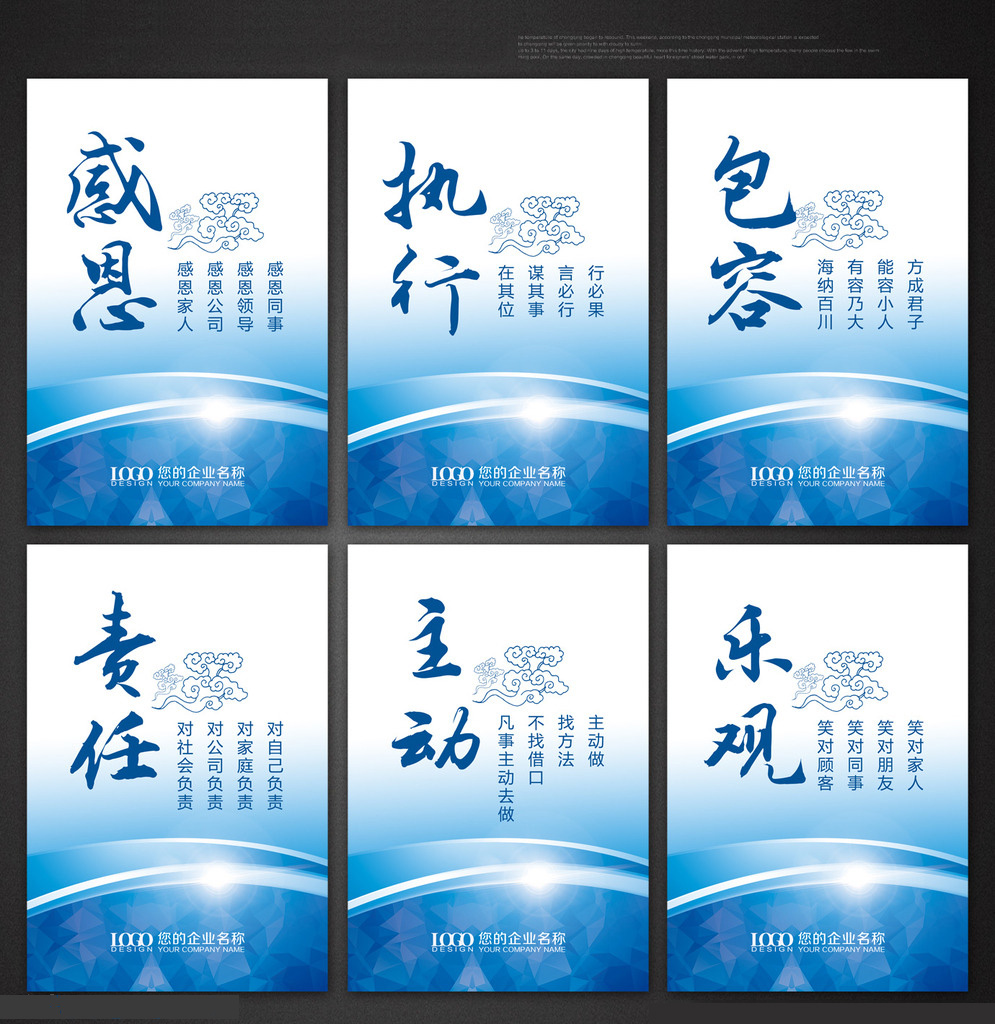 感恩
感恩家人
感恩公司
感恩领导
感恩同事
LOGO 您的企业名称
DESIGN YOUR COMPANY NAME
执行
在其位
谋其事
言必行
行必果
LOGO 您的企业名称
DESIGN YOUR COMPANY NAME
包容
海纳百川
有容乃大
能容小人
方成君子
LOGO 您的企业名称
DESIGN YOUR COMPANY NAME
责任
对社会负责
对公司负责
对家庭负责
对自己负责
LOGO 您的企业名称
DESIGN YOUR COMPANY NAME
主动
凡事主动去做
不找借口
找方法
主动做
LOGO 您的企业名称
DESIGN YOUR COMPANY NAME
乐观
笑对顾客
笑对同事
笑对朋友
笑对家人
LOGO 您的企业名称
DESIGN YOUR COMPANY NAME